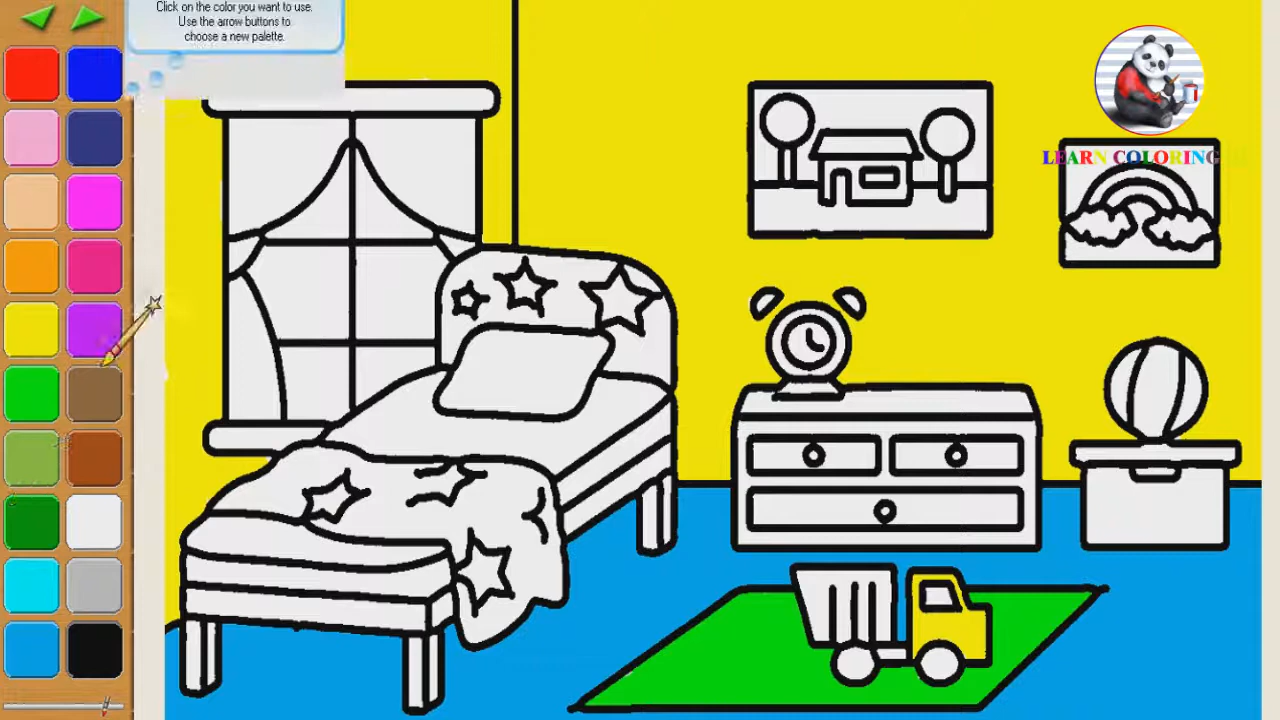 Click on the color you want to use.
Use the arrow buttons to
choose a new palette.
LEARN COLORING